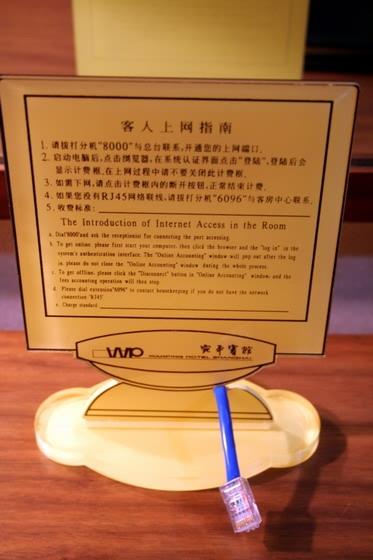 客人上网指南
1. 请拨打分机"8000"与总台联系,开通您的上网端口.
2. 启动电脑后,点击浏览器,在系统认证界面点击"登陆",登陆后会
显示计费框,在上网过程中请不要关闭此计费框.
3. 如需下网,请点击计费框内的断开按钮,正常结束计费.
4. 如果您没有RJ45网络联线,请拨打分机"6096"与客房中心联系.
5. 收费标准:
The Introduction of Internet Access in the Room
a. Dial"8000"and ask the receptionist for connecting the port accessing.
b. To get online: please first start your computer, then click the browser and the "log in" in the
system's authentication interface. The "Online Accounting" window will pop out after the log
in. please do not close the "Online Accounting" window during the whole process.
c. To get offline, please click the "Disconnect" button in "Online Accounting" window, and the
fees accounting operation will then stop.
d. Please dial extension"6096" to contact housekeeping if you do not have the network
connection "RJ45"
e. Charge standard:
WP 宛平賓館
WANPING HOTEL SHANGHAI